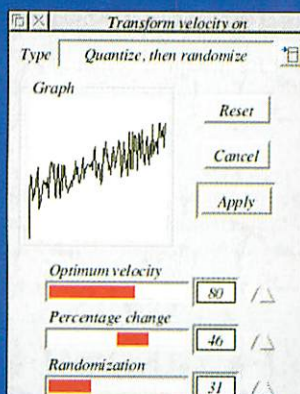 Transform velocity on
Type Quantize, then randomize
Graph
Reset
Cancel
Apply
Optimum velocity
80
Percentage change
46
Randomization
31